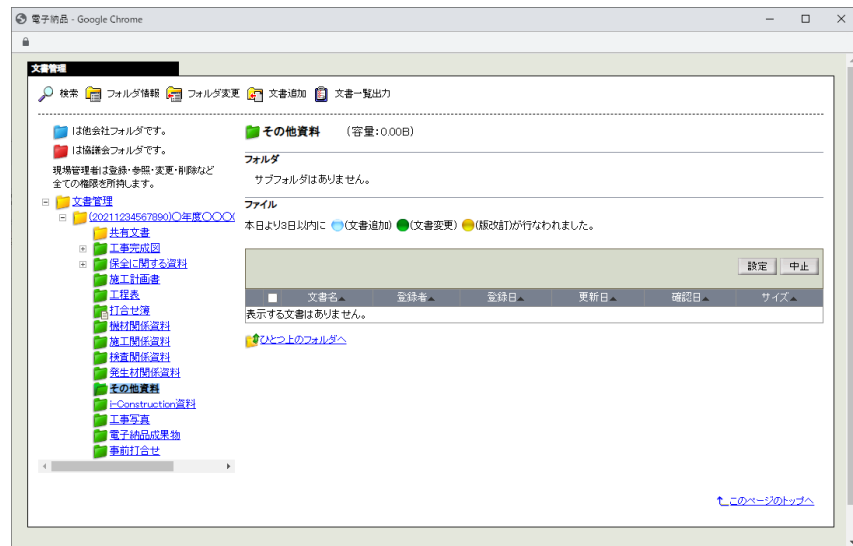 電子納品 - Google Chrome
文書管理
検索 フォルダ情報 フォルダ変更 文書追加 文書一覧出力
は他会社フォルダです。
は協議会フォルダです。
現場管理者は登録・参照・変更・削除など
全ての権限を所持します。
文書管理
(20211234567890)〇年度〇〇〇
共有文書
工事完成図
保全に関する資料
施工計画書
工程表
打合せ簿
機材関係資料
施工関係資料
検査関係資料
発生材関係資料
その他資料
i-Construction資料
工事写真
電子納品成果物
事前打合せ
その他資料 (容量:0.00B)
フォルダ
サブフォルダはありません。
ファイル
本日より3日以内に (文書追加) (文書変更) (版改訂)が行なわれました。
設定 中止
文書名▲ 登録者▲ 登録日▲ 更新日▲ 確認日▲ サイズ▲
表示する文書はありません。
ひとつ上のフォルダへ
このページのトップへ